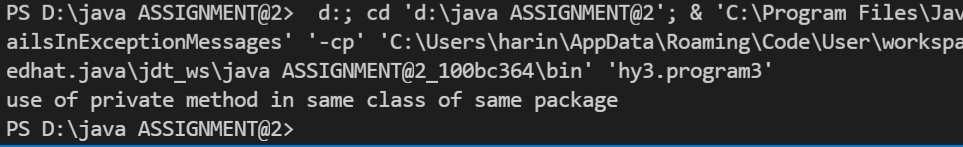 PS D:\java ASSIGNMENT@2>  d:; cd 'd:\java ASSIGNMENT@2'; & 'C:\Program Files\Jav
ailsInExceptionMessages' '-cp' 'C:\Users\harin\AppData\Roaming\Code\User\workspa
edhat.java\jdt_ws\java ASSIGNMENT@2_100bc364\bin' 'hy3.program3'
use of private method in same class of same package
PS D:\java ASSIGNMENT@2>